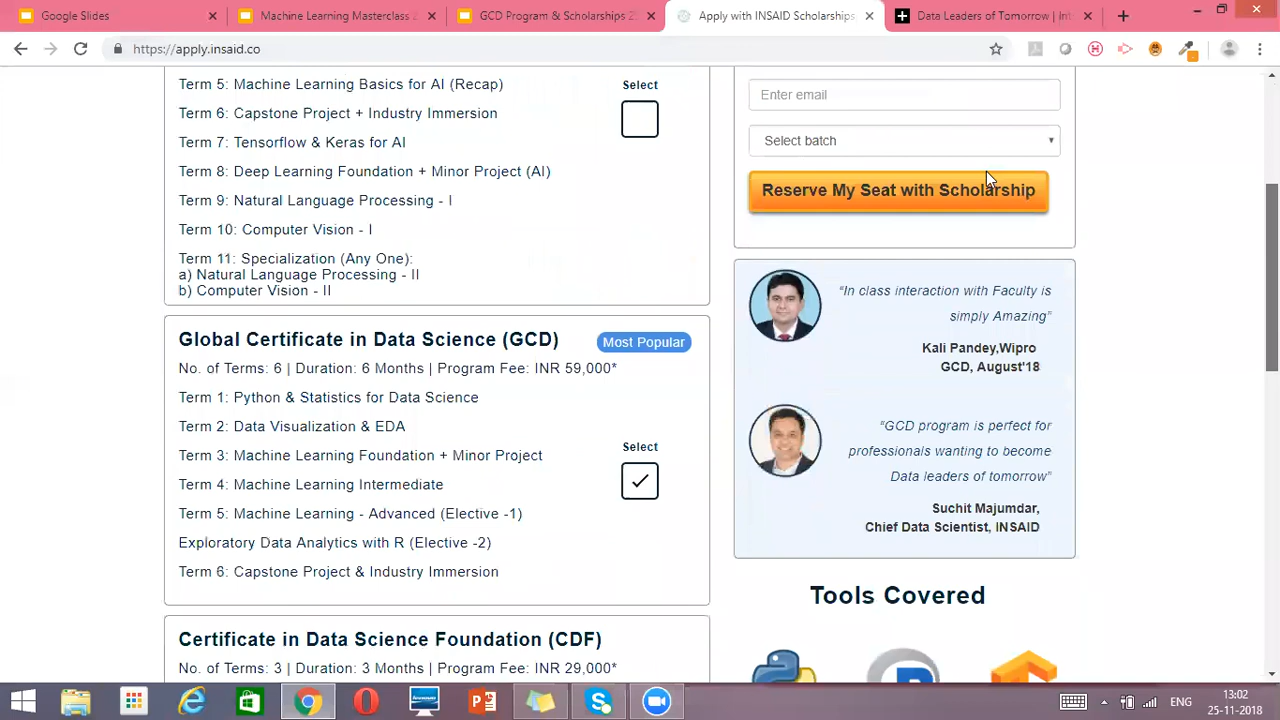 Google Slides
Machine Learning Masterclass 2
GCD Program & Scholarships 20
Apply with INSAID Scholarships,
Data Leaders of Tomorrow | Int
https://apply.insaid.co
Term 5: Machine Learning Basics for AI (Recap)
Term 6: Capstone Project + Industry Immersion
Term 7: Tensorflow & Keras for AI
Term 8: Deep Learning Foundation + Minor Project (AI)
Term 9: Natural Language Processing - I
Term 10: Computer Vision - I
Term 11: Specialization (Any One):
a) Natural Language Processing - II
b) Computer Vision - II
Select
Global Certificate in Data Science (GCD)
Most Popular
No. of Terms: 6 | Duration: 6 Months | Program Fee: INR 59,000*
Term 1: Python & Statistics for Data Science
Term 2: Data Visualization & EDA
Term 3: Machine Learning Foundation + Minor Project
Term 4: Machine Learning Intermediate
Term 5: Machine Learning - Advanced (Elective -1)
Exploratory Data Analytics with R (Elective -2)
Term 6: Capstone Project & Industry Immersion
Select
Certificate in Data Science Foundation (CDF)
No. of Terms: 3 | Duration: 3 Months | Program Fee: INR 29,000*
Enter email
Select batch
Reserve My Seat with Scholarship
“In class interaction with Faculty is
simply Amazing”
Kali Pandey,Wipro
GCD, August'18
“GCD program is perfect for
professionals wanting to become
Data leaders of tomorrow”
Suchit Majumdar,
Chief Data Scientist, INSAID
Tools Covered
ENG
13:02
25-11-2018